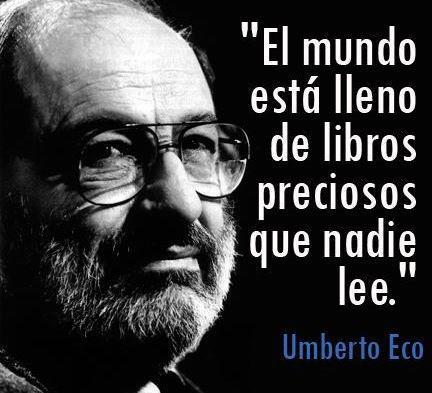 "El mundo
está lleno
de libros
preciosos
que nadie
lee."
Umberto Eco